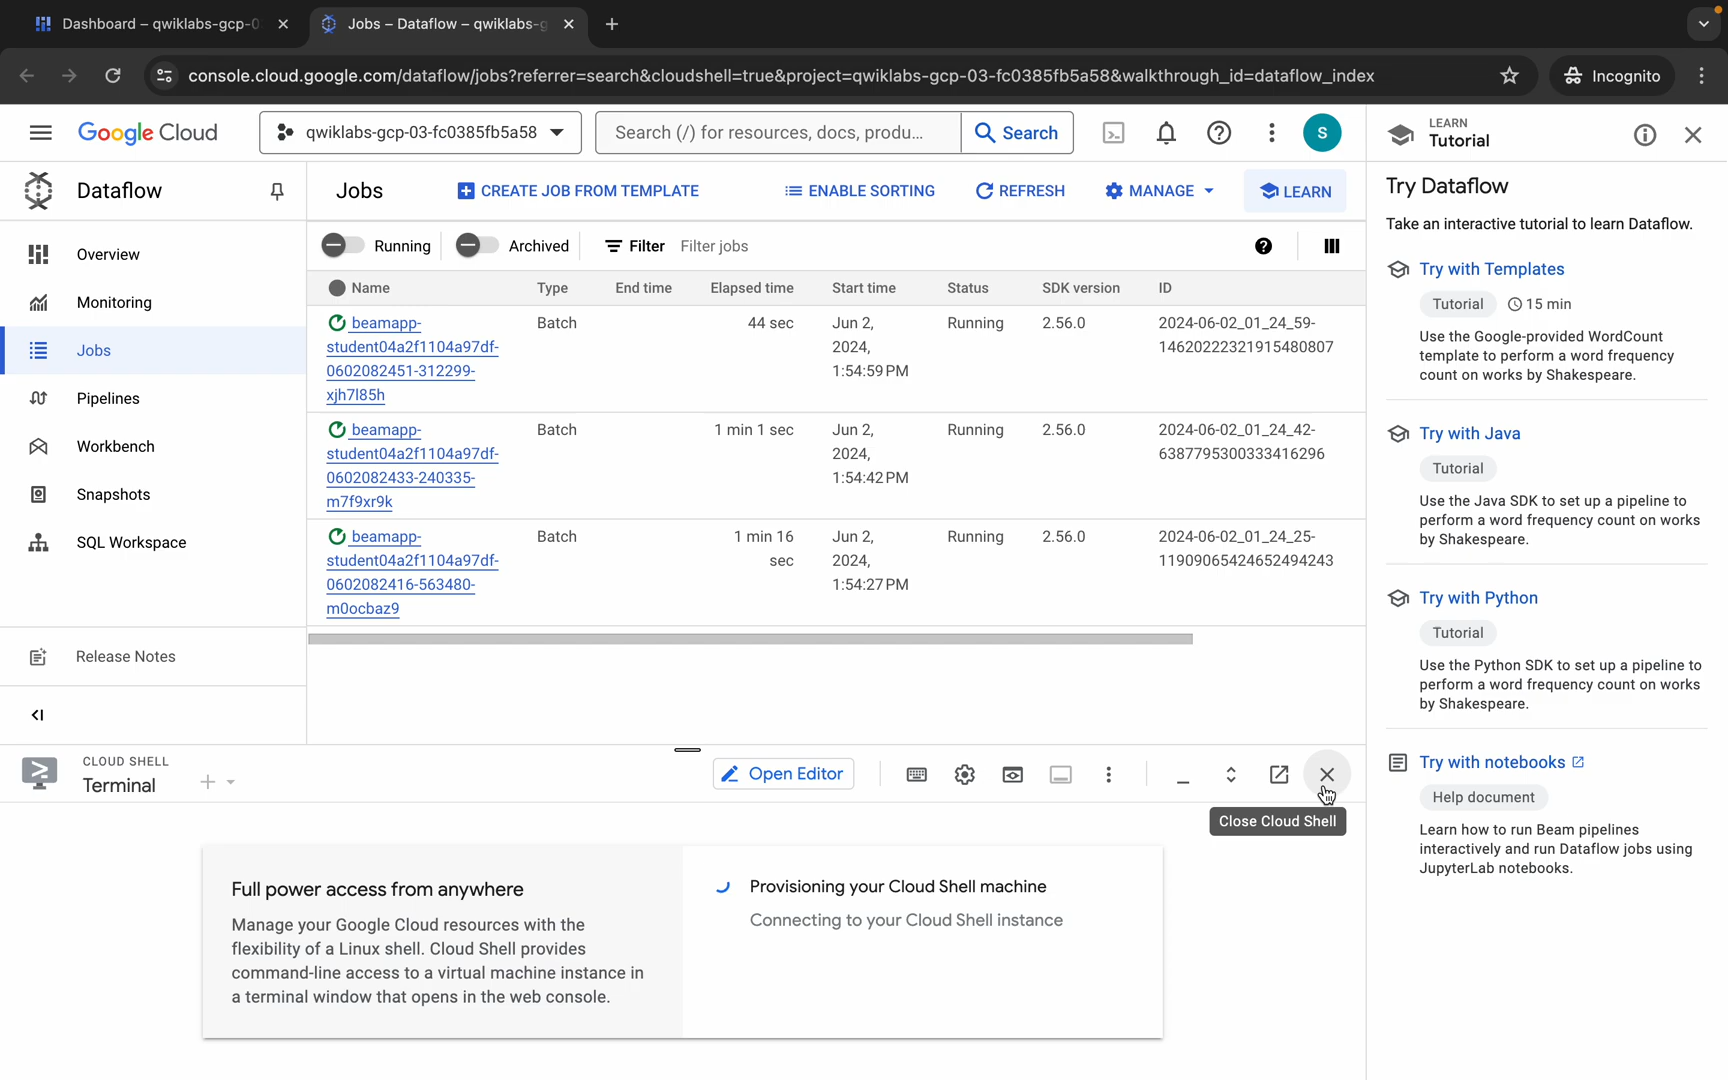 Dashboard – qwiklabs-gcp-0
Jobs – Dataflow – qwiklabs-g
console.cloud.google.com/dataflow/jobs?referrer=search&cloudshell=true&project=qwiklabs-gcp-03-fc0385fb5a58&walkthrough_id=dataflow_index
Incognito
Google Cloud
qwiklabs-gcp-03-fc0385fb5a58
Search (/) for resources, docs, produ...
Search
S
LEARN
Tutorial
Dataflow
Jobs
CREATE JOB FROM TEMPLATE
ENABLE SORTING
REFRESH
MANAGE
LEARN
Overview
Monitoring
Jobs
Pipelines
Workbench
Snapshots
SQL Workspace
Release Notes
Running
Archived
Filter
Filter jobs
Name Type End time Elapsed time Start time Status SDK version ID
beamapp-
student04a2f1104a97df-
0602082451-312299-
xjh7l85h
Batch
44 sec
Jun 2,
2024,
1:54:59 PM
Running
2.56.0
2024-06-02_01_24_59-
14620222321915480807
beamapp-
student04a2f1104a97df-
0602082433-240335-
m7f9xr9k
Batch
1 min 1 sec
Jun 2,
2024,
1:54:42 PM
Running
2.56.0
2024-06-02_01_24_42-
6387795300333416296
beamapp-
student04a2f1104a97df-
0602082416-563480-
m0ocbaz9
Batch
1 min 16
sec
Jun 2,
2024,
1:54:27 PM
Running
2.56.0
2024-06-02_01_24_25-
11909065424652494243
Try Dataflow
Take an interactive tutorial to learn Dataflow.
Try with Templates
Tutorial
15 min
Use the Google-provided WordCount
template to perform a word frequency
count on works by Shakespeare.
Try with Java
Tutorial
Use the Java SDK to set up a pipeline to
perform a word frequency count on works
by Shakespeare.
Try with Python
Tutorial
Use the Python SDK to set up a pipeline to
perform a word frequency count on works
by Shakespeare.
Try with notebooks
Help document
Learn how to run Beam pipelines
interactively and run Dataflow jobs using
JupyterLab notebooks.
CLOUD SHELL
Terminal
Open Editor
Close Cloud Shell
Full power access from anywhere
Manage your Google Cloud resources with the
flexibility of a Linux shell. Cloud Shell provides
command-line access to a virtual machine instance in
a terminal window that opens in the web console.
Provisioning your Cloud Shell machine
Connecting to your Cloud Shell instance